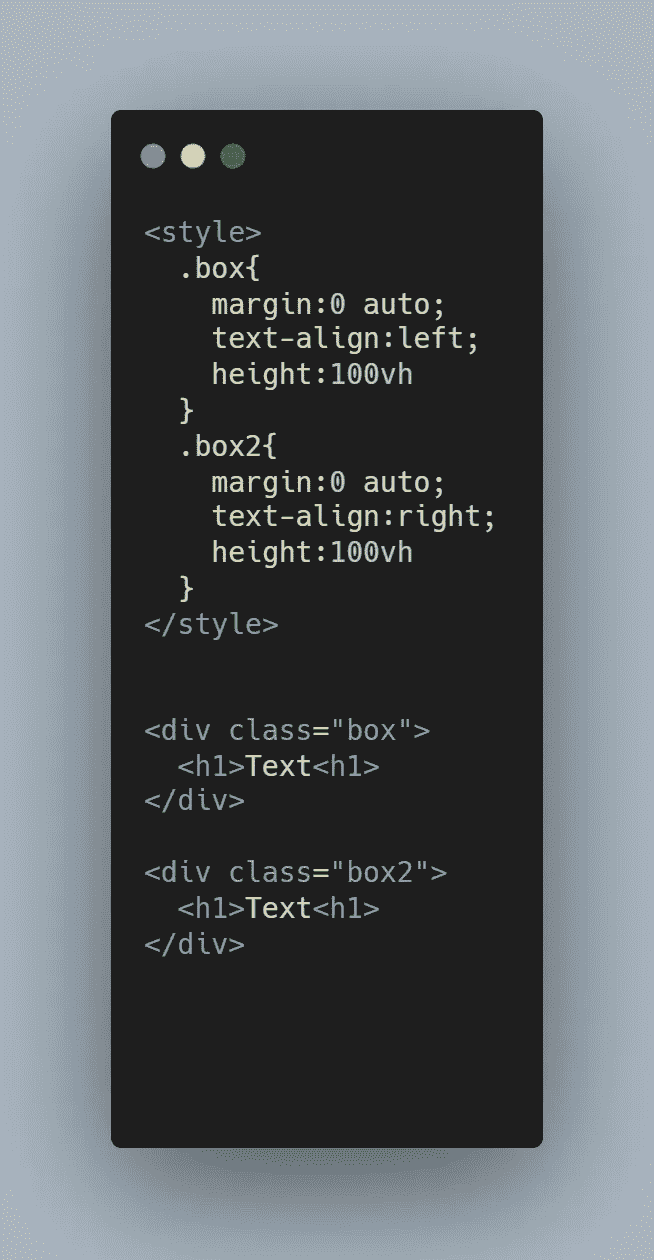 <style>
  .box{
    margin:0 auto;
    text-align:left;
    height:100vh
  }
  .box2{
    margin:0 auto;
    text-align:right;
    height:100vh
  }
</style>
<div class="box">
  <h1>Text<h1>
</div>
<div class="box2">
  <h1>Text<h1>
</div>